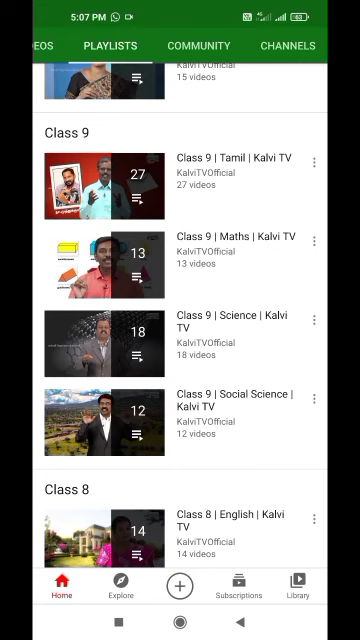 5:07 PM
63
EOS PLAYLISTS COMMUNITY CHANNELS
KalviTVOfficial
15 videos
Class 9
27
Class 9 | Tamil | Kalvi TV
KalviTVOfficial
27 videos
13
Class 9 | Maths | Kalvi TV
KalviTVOfficial
13 videos
18
Class 9 | Science | Kalvi
TV
KalviTVOfficial
18 videos
12
Class 9 | Social Science |
Kalvi TV
KalviTVOfficial
12 videos
Class 8
14
Class 8 | English | Kalvi
TV
KalviTVOfficial
14 videos
Home Explore Subscriptions Library